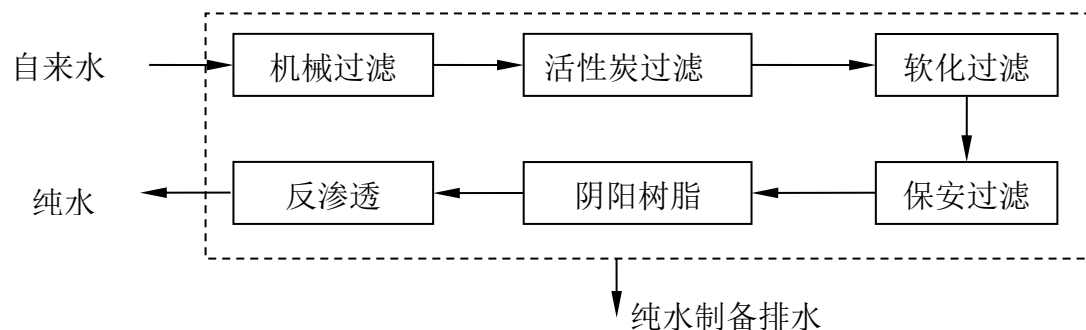 自来水
机械过滤
活性炭过滤
软化过滤
纯水
反渗透
阴阳树脂
保安过滤
纯水制备排水